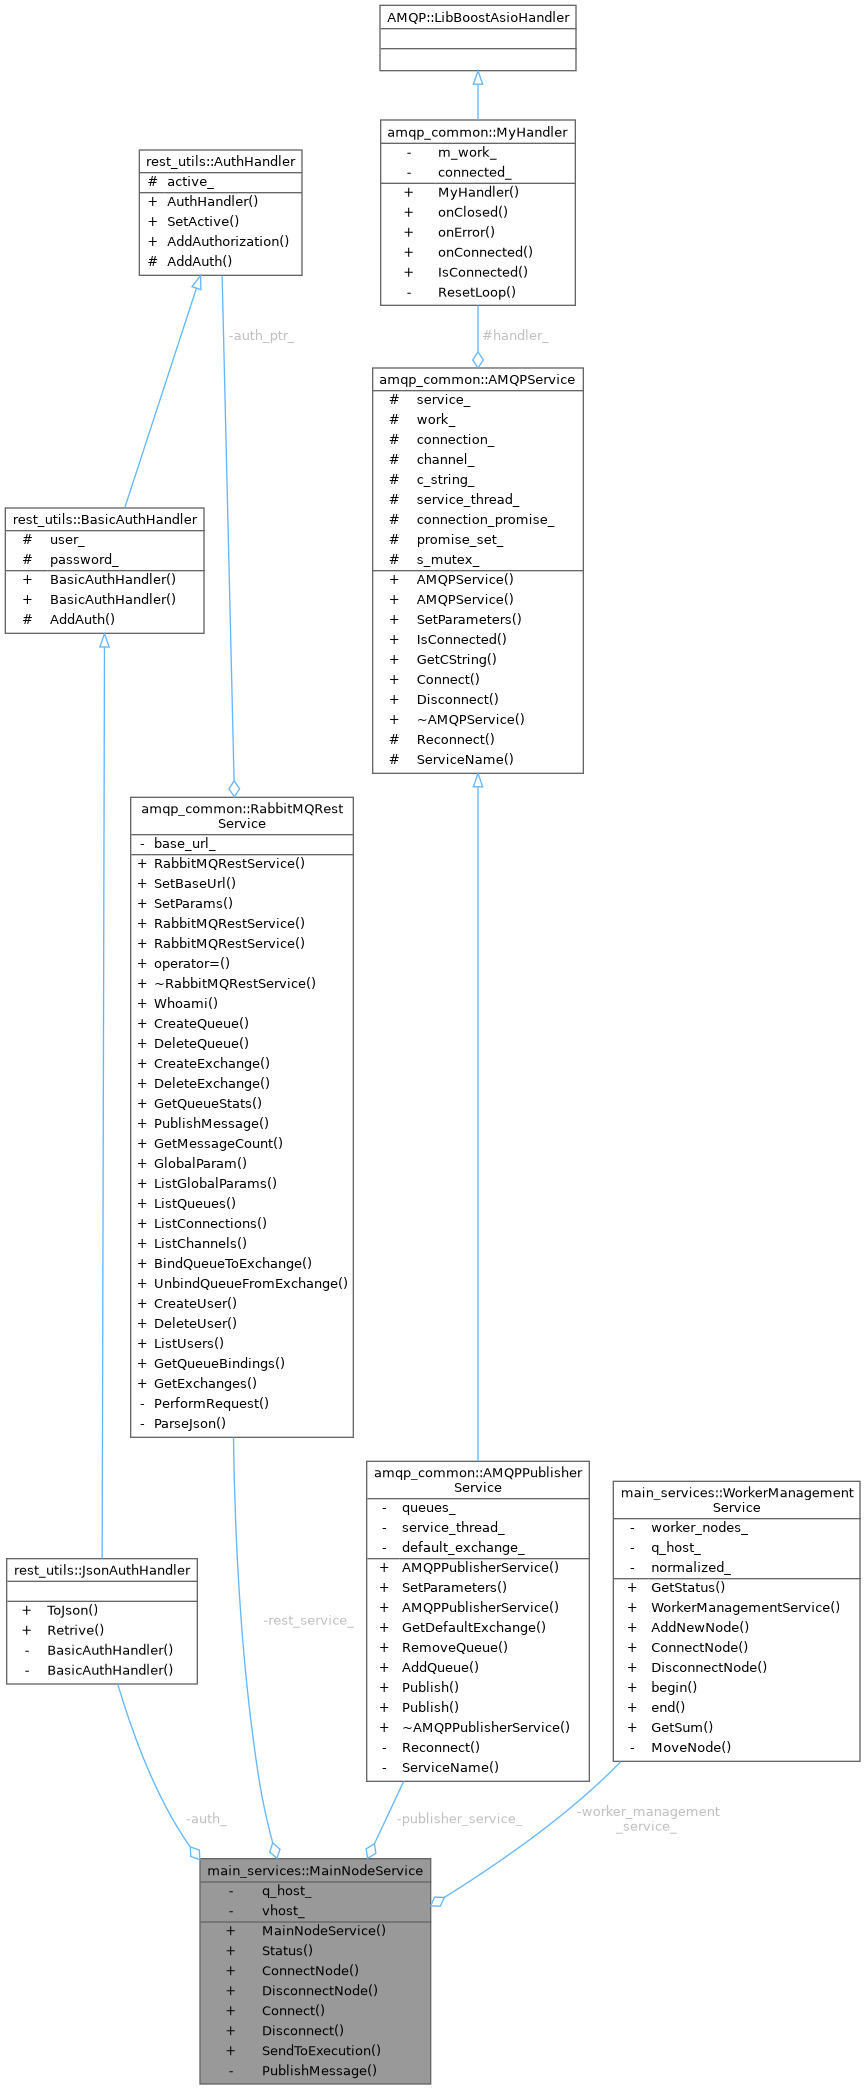 AMQP::LibBoostAsioHandler
amqp_common::MyHandler
- m_work_
- connected_
+ MyHandler()
+ onClosed()
+ onError()
+ onConnected()
+ IsConnected()
- ResetLoop()
rest_utils::AuthHandler
# active_
+ AuthHandler()
+ SetActive()
+ AddAuthorization()
# AddAuth()
-auth_ptr_
#handler_
amqp_common::AMQPService
# service_
# work_
# connection_
# channel_
# c_string_
# service_thread_
# connection_promise_
# promise_set_
# s_mutex_
+ AMQPService()
+ AMQPService()
+ SetParameters()
+ IsConnected()
+ GetCString()
+ Connect()
+ Disconnect()
+ ~AMQPService()
# Reconnect()
# ServiceName()
rest_utils::BasicAuthHandler
# user_
# password_
+ BasicAuthHandler()
+ BasicAuthHandler()
# AddAuth()
amqp_common::RabbitMQRest
Service
- base_url_
+ RabbitMQRestService()
+ SetBaseUrl()
+ SetParams()
+ RabbitMQRestService()
+ RabbitMQRestService()
+ operator=()
+ ~RabbitMQRestService()
+ Whoami()
+ CreateQueue()
+ DeleteQueue()
+ CreateExchange()
+ DeleteExchange()
+ GetQueueStats()
+ PublishMessage()
+ GetMessageCount()
+ GlobalParam()
+ ListGlobalParams()
+ ListQueues()
+ ListConnections()
+ ListChannels()
+ BindQueueToExchange()
+ UnbindQueueFromExchange()
+ CreateUser()
+ DeleteUser()
+ ListUsers()
+ GetQueueBindings()
+ GetExchanges()
- PerformRequest()
- ParseJson()
amqp_common::AMQPPublisher
Service
- queues_
- service_thread_
- default_exchange_
+ AMQPPublisherService()
+ SetParameters()
+ AMQPPublisherService()
+ GetDefaultExchange()
+ RemoveQueue()
+ AddQueue()
+ Publish()
+ Publish()
+ ~AMQPPublisherService()
- Reconnect()
- ServiceName()
main_services::WorkerManagement
Service
- worker_nodes_
- q_host_
- normalized_
+ GetStatus()
+ WorkerManagementService()
+ AddNewNode()
+ ConnectNode()
+ DisconnectNode()
+ begin()
+ end()
+ GetSum()
- MoveNode()
rest_utils::JsonAuthHandler
+ ToJson()
+ Retrive()
- BasicAuthHandler()
- BasicAuthHandler()
-rest_service_
-auth_
-publisher_service_
-worker_management
_service_
main_services::MainNodeService
- q_host_
- vhost_
+ MainNodeService()
+ Status()
+ ConnectNode()
+ DisconnectNode()
+ Connect()
+ Disconnect()
+ SendToExecution()
- PublishMessage()